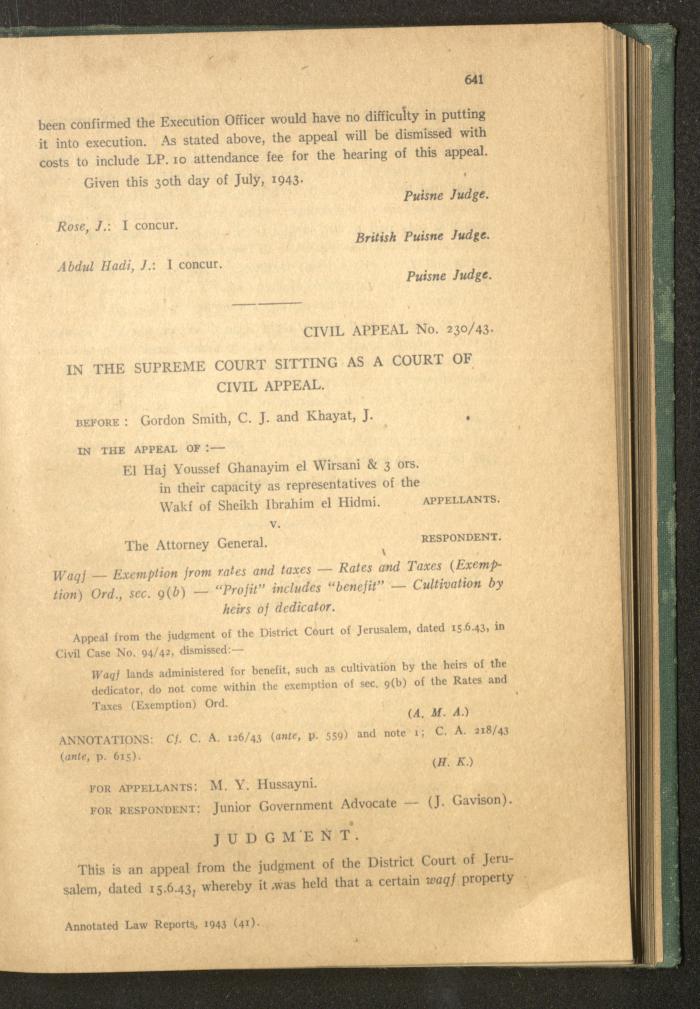 641
been confirmed the Execution Officer would have no difficulty in putting
it into execution. As stated above, the appeal will be dismissed with
costs to include LP. 10 attendance fee for the hearing of this appeal.
Given this 30th day of July, 1943.
Puisne Judge.
Rose, J.: I concur.
British Puisne Judge.
Abdul Hadi, J.: I concur.
Puisne Judge.
CIVIL APPEAL No. 230/43.
IN THE SUPREME COURT SITTING AS A COURT OF
CIVIL APPEAL.
BEFORE : Gordon Smith, C. J. and Khayat, J.
IN THE APPEAL OF :—
El Haj Youssef Ghanayim el Wirsani & 3 ors.
in their capacity as representatives of the
Wakf of Sheikh Ibrahim el Hidmi. APPELLANTS.
v.
The Attorney General. RESPONDENT.
Waqf — Exemption from rates and taxes — Rates and Taxes (Exemp-
tion) Ord., sec. 9(b) — "Profit" includes "benefit" — Cultivation by
heirs of dedicator.
Appeal from the judgment of the District Court of Jerusalem, dated 15.6.43, in
Civil Case No. 94/42, dismissed:—
Waqf lands administered for benefit, such as cultivation by the heirs of the
dedicator, do not come within the exemption of sec. 9(b) of the Rates and
Taxes (Exemption) Ord.
(A. M. A.)
ANNOTATIONS: Cf. C. A. 126/43 (ante, p. 559) and note 1; C. A. 218/43
(ante, p. 615).
(H. K.)
FOR APPELLANTS: M. Y. Hussayni.
FOR RESPONDENT: Junior Government Advocate — (J. Gavison).
JUDGMENT.
This is an appeal from the judgment of the District Court of Jeru-
salem, dated 15.6.43, whereby it was held that a certain waqf property
Annotated Law Reports, 1943 (41).